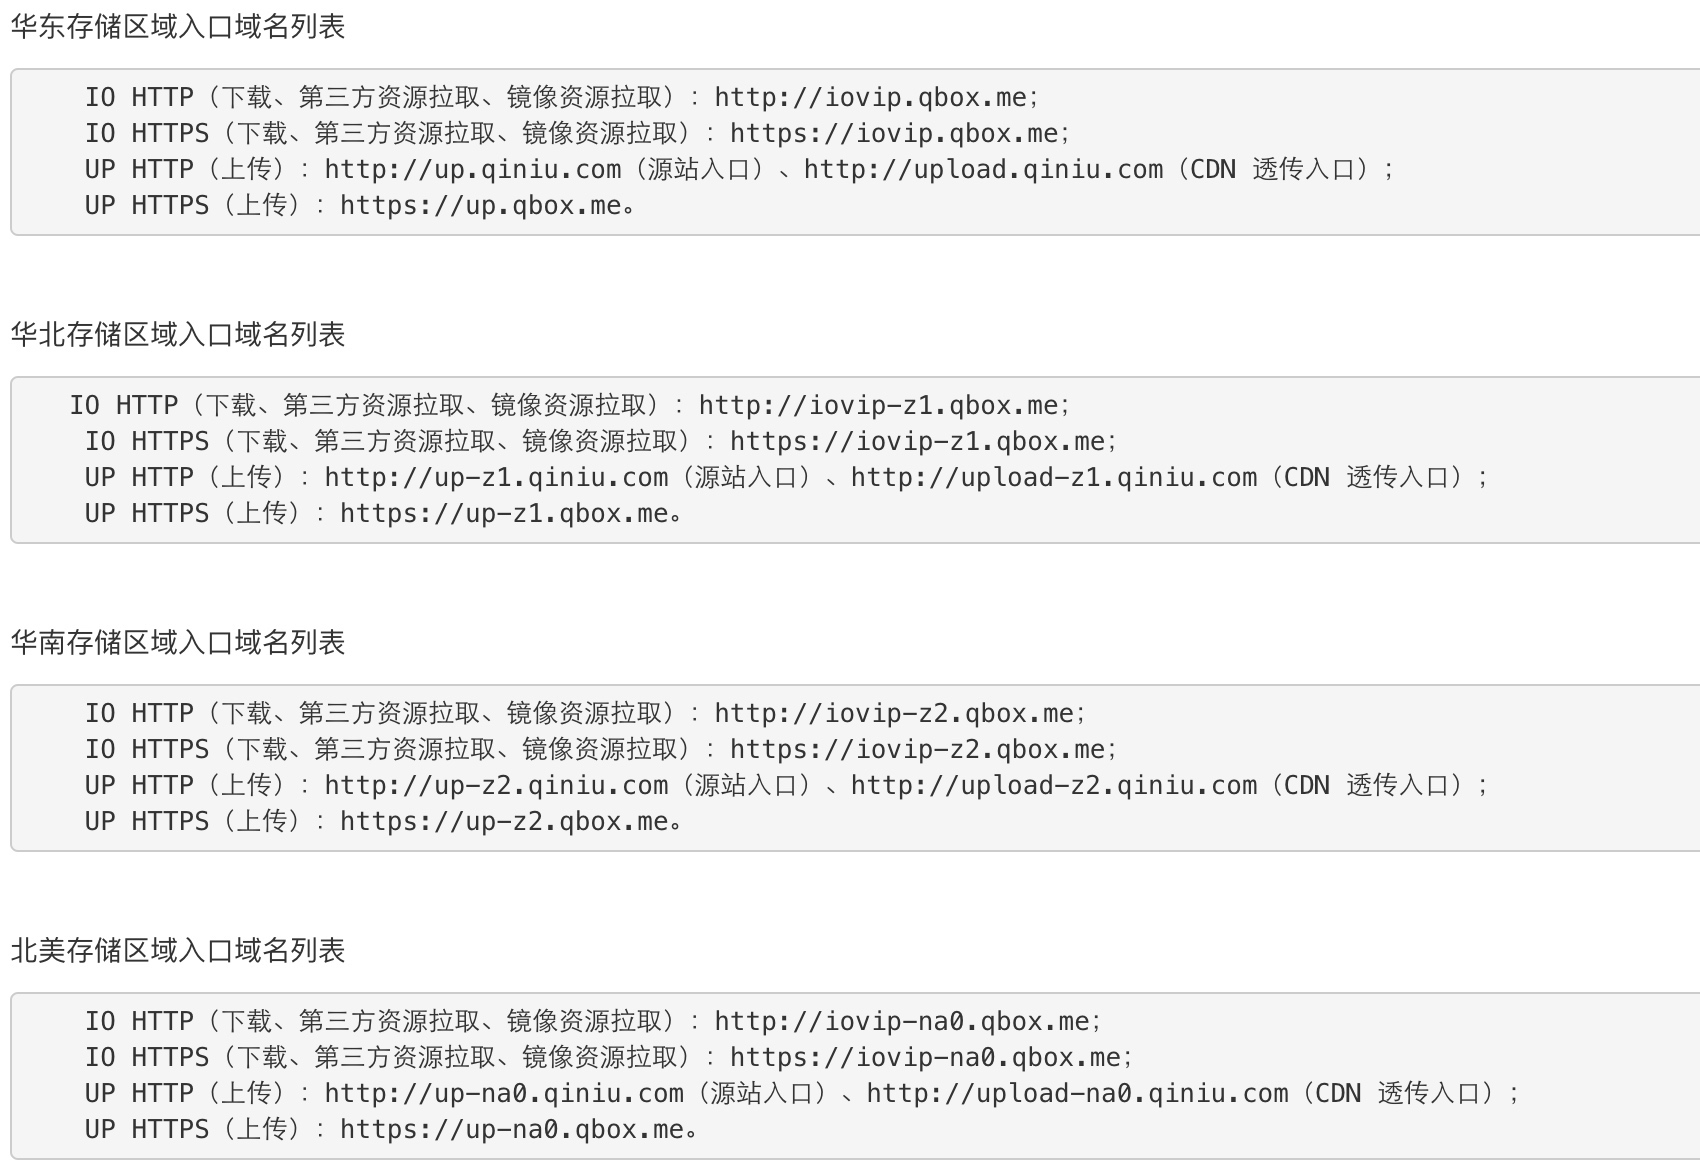 华东存储区域入口域名列表
IO HTTP（下载、第三方资源拉取、镜像资源拉取）：http://iovip.qbox.me；
IO HTTPS（下载、第三方资源拉取、镜像资源拉取）：https://iovip.qbox.me；
UP HTTP（上传）：http://up.qiniu.com（源站入口）、http://upload.qiniu.com（CDN 透传入口）；
UP HTTPS（上传）：https://up.qbox.me。
华北存储区域入口域名列表
IO HTTP（下载、第三方资源拉取、镜像资源拉取）：http://iovip-z1.qbox.me；
IO HTTPS（下载、第三方资源拉取、镜像资源拉取）：https://iovip-z1.qbox.me；
UP HTTP（上传）：http://up-z1.qiniu.com（源站入口）、http://upload-z1.qiniu.com（CDN 透传入口）；
UP HTTPS（上传）：https://up-z1.qbox.me。
华南存储区域入口域名列表
IO HTTP（下载、第三方资源拉取、镜像资源拉取）：http://iovip-z2.qbox.me；
IO HTTPS（下载、第三方资源拉取、镜像资源拉取）：https://iovip-z2.qbox.me；
UP HTTP（上传）：http://up-z2.qiniu.com（源站入口）、http://upload-z2.qiniu.com（CDN 透传入口）；
UP HTTPS（上传）：https://up-z2.qbox.me。
北美存储区域入口域名列表
IO HTTP（下载、第三方资源拉取、镜像资源拉取）：http://iovip-na0.qbox.me；
IO HTTPS（下载、第三方资源拉取、镜像资源拉取）：https://iovip-na0.qbox.me；
UP HTTP（上传）：http://up-na0.qiniu.com（源站入口）、http://upload-na0.qiniu.com（CDN 透传入口）；
UP HTTPS（上传）：https://up-na0.qbox.me。